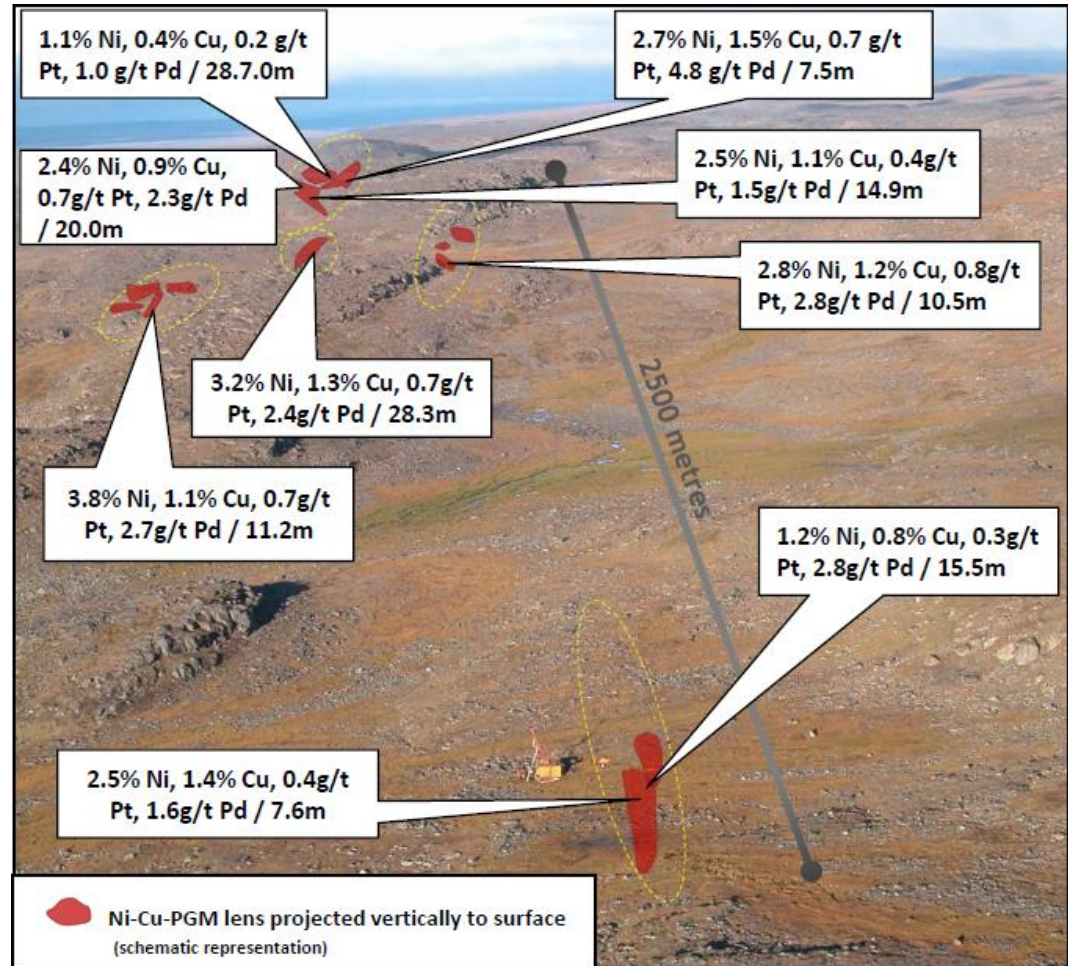 1.1% Ni, 0.4% Cu, 0.2 g/t
Pt, 1.0 g/t Pd / 28.7.0m
2.7% Ni, 1.5% Cu, 0.7 g/t
Pt, 4.8 g/t Pd / 7.5m
2.4% Ni, 0.9% Cu,
0.7g/t Pt, 2.3g/t Pd
/ 20.0m
2.5% Ni, 1.1% Cu, 0.4g/t
Pt, 1.5g/t Pd / 14.9m
2.8% Ni, 1.2% Cu, 0.8g/t
Pt, 2.8g/t Pd / 10.5m
3.2% Ni, 1.3% Cu, 0.7g/t
Pt, 2.4g/t Pd / 28.3m
2500 metres
3.8% Ni, 1.1% Cu, 0.7g/t
Pt, 2.7g/t Pd / 11.2m
1.2% Ni, 0.8% Cu, 0.3g/t
Pt, 2.8g/t Pd / 15.5m
2.5% Ni, 1.4% Cu, 0.4g/t
Pt, 1.6g/t Pd / 7.6m
Ni-Cu-PGM lens projected vertically to surface
(schematic representation)